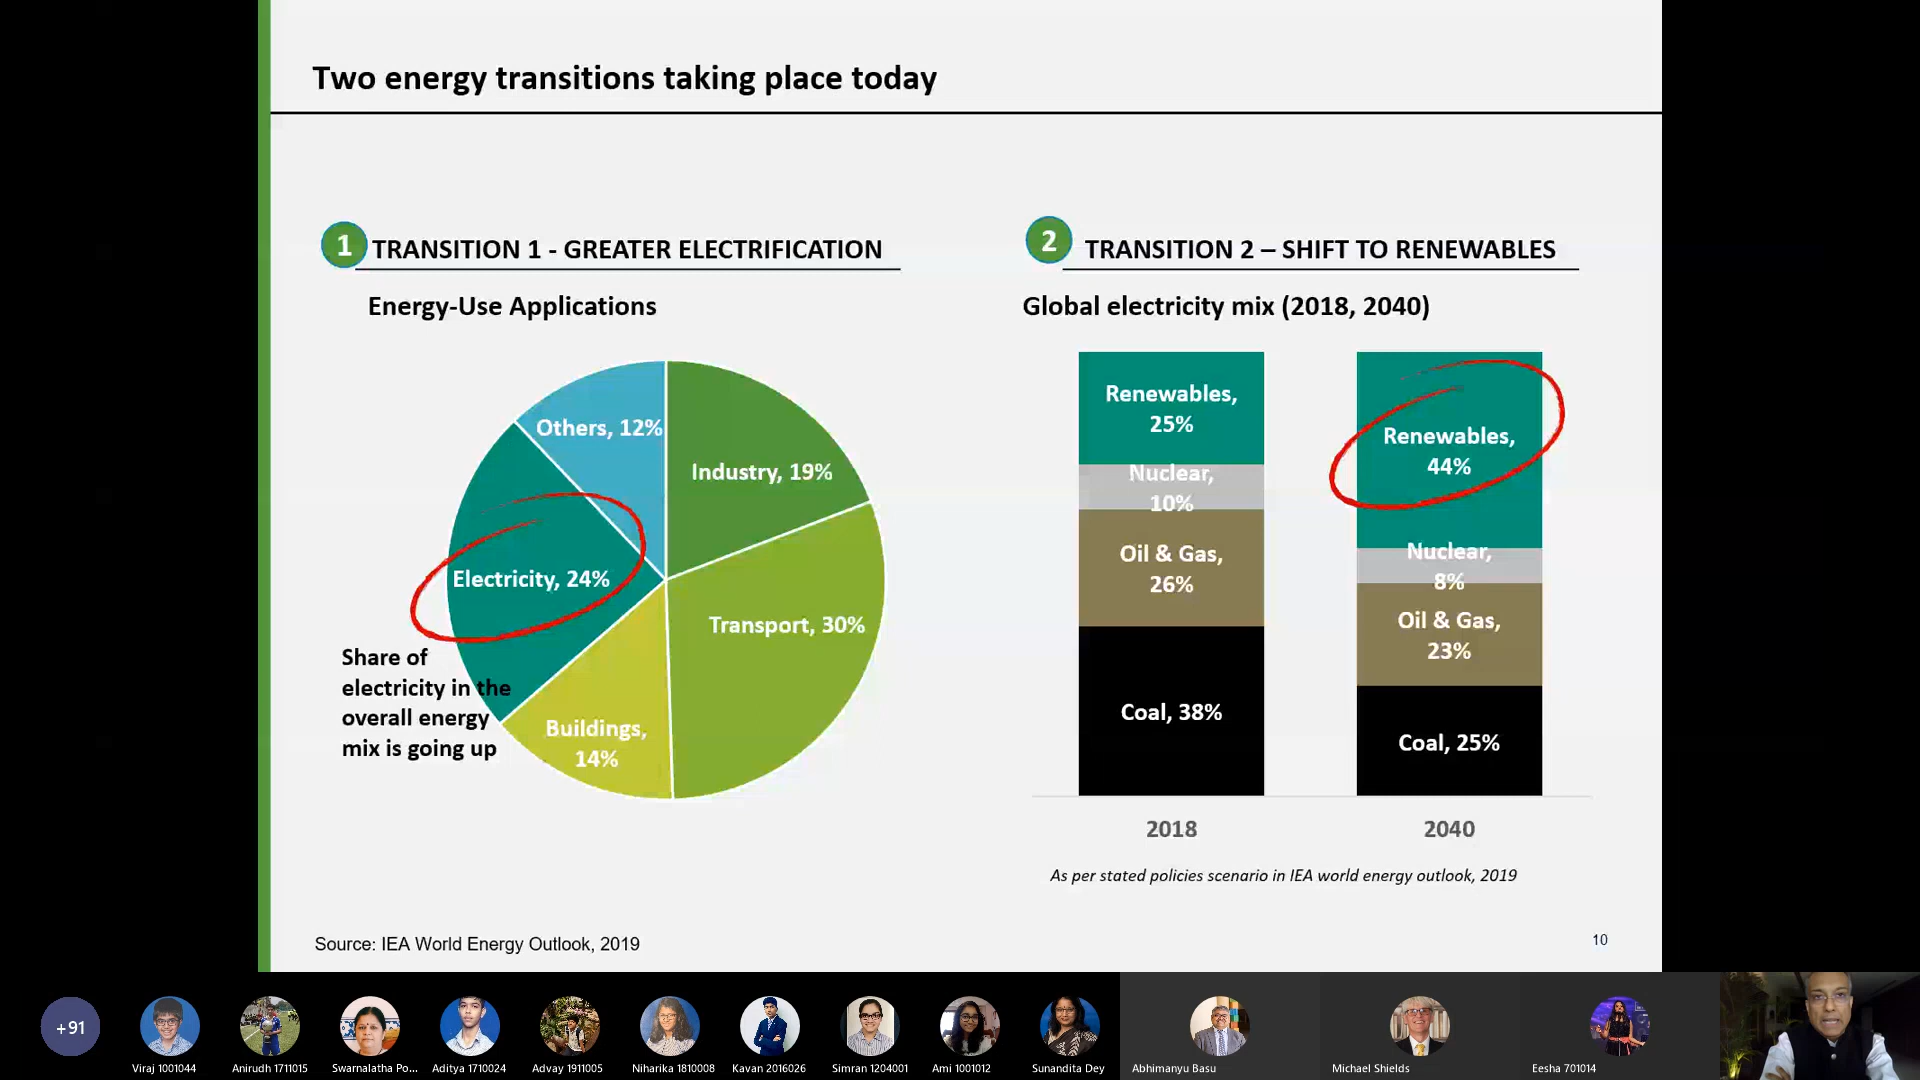 Two energy transitions taking place today
1
TRANSITION 1 - GREATER ELECTRIFICATION
Energy-Use Applications
Others, 12%
Industry, 19%
Electricity, 24%
Transport, 30%
Buildings,
14%
Share of
electricity in the
overall energy
mix is going up
2
TRANSITION 2 – SHIFT TO RENEWABLES
Global electricity mix (2018, 2040)
Renewables,
25%
Nuclear,
10%
Oil & Gas,
26%
Coal, 38%
2018
Renewables,
44%
Nuclear,
8%
Oil & Gas,
23%
Coal, 25%
2040
As per stated policies scenario in IEA world energy outlook, 2019
Source: IEA World Energy Outlook, 2019
10
+91
Viraj 1001044
Anirudh 1711015
Swarnalatha Po...
Aditya 1710024
Advay 1911005
Niharika 1810008
Kavan 2016026
Simran 1204001
Ami 1001012
Sunandita Dey
Abhimanyu Basu
Michael Shields
Eesha 701014